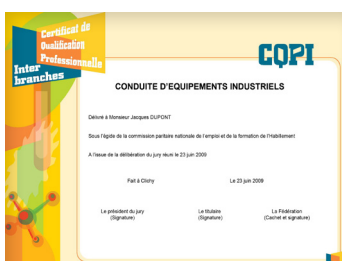 Certificat de
Qualification
Professionnelle
Inter
branches
CQPI
CONDUITE D'EQUIPEMENTS INDUSTRIELS
Délivré à Monsieur Jacques DUPONT
Sous l'égide de la commission paritaire nationale de l'emploi et de la formation de l'Habillement
A l'issue de la délibération du jury réuni le 23 juin 2009
Fait à Clichy Le 23 juin 2009
Le président du jury Le titulaire La Fédération
(Signature) (Signature) (Cachet et signature)